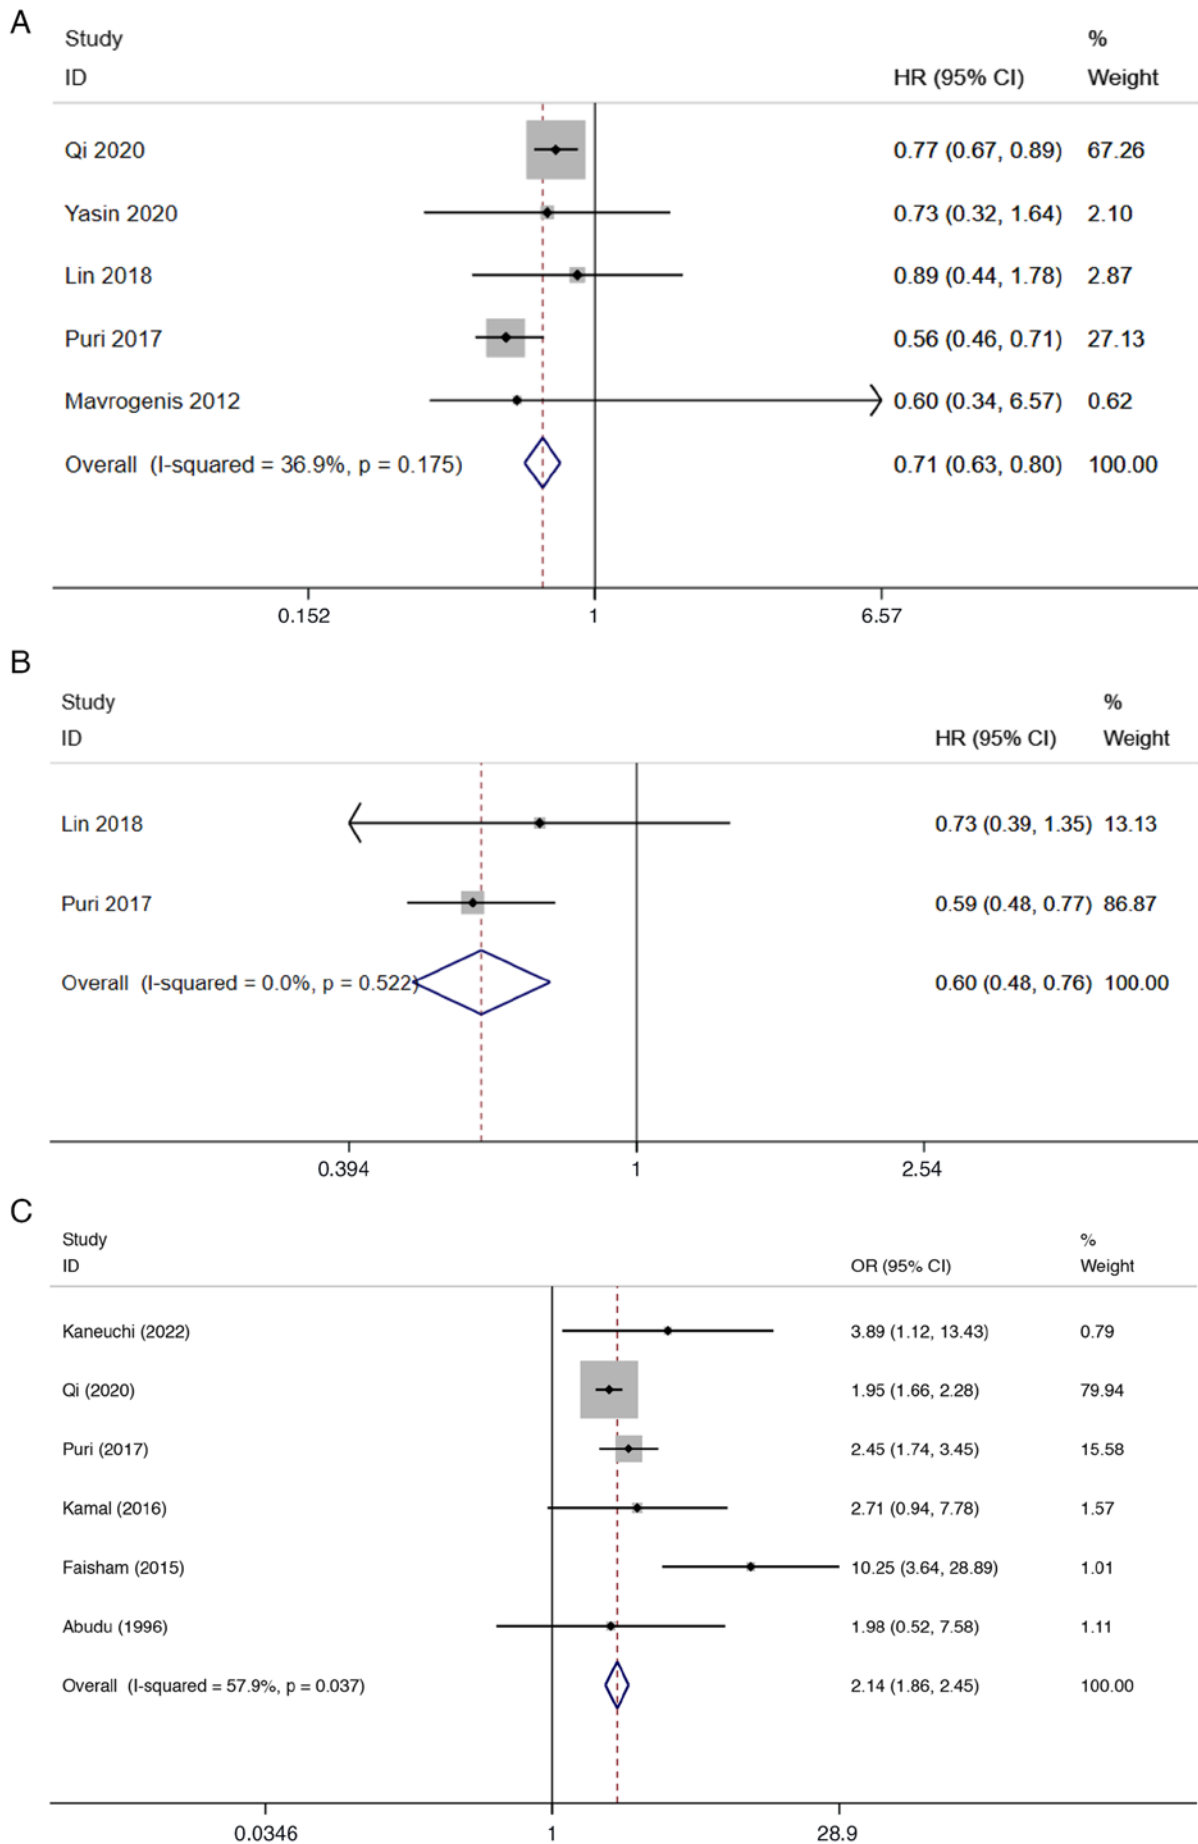 A
Study %
ID HR (95% CI) Weight
Qi 2020 0.77 (0.67, 0.89) 67.26
Yasin 2020 0.73 (0.32, 1.64) 2.10
Lin 2018 0.89 (0.44, 1.78) 2.87
Puri 2017 0.56 (0.46, 0.71) 27.13
Mavrogenis 2012 0.60 (0.34, 6.57) 0.62
Overall (I-squared = 36.9%, p = 0.175) 0.71 (0.63, 0.80) 100.00
0.152 1 6.57
B
Study %
ID HR (95% CI) Weight
Lin 2018 0.73 (0.39, 1.35) 13.13
Puri 2017 0.59 (0.48, 0.77) 86.87
Overall (I-squared = 0.0%, p = 0.522) 0.60 (0.48, 0.76) 100.00
0.394 1 2.54
C
Study %
ID OR (95% CI) Weight
Kaneuchi (2022) 3.89 (1.12, 13.43) 0.79
Qi (2020) 1.95 (1.66, 2.28) 79.94
Puri (2017) 2.45 (1.74, 3.45) 15.58
Kamal (2016) 2.71 (0.94, 7.78) 1.57
Faisham (2015) 10.25 (3.64, 28.89) 1.01
Abudu (1996) 1.98 (0.52, 7.58) 1.11
Overall (I-squared = 57.9%, p = 0.037) 2.14 (1.86, 2.45) 100.00
0.0346 1 28.9